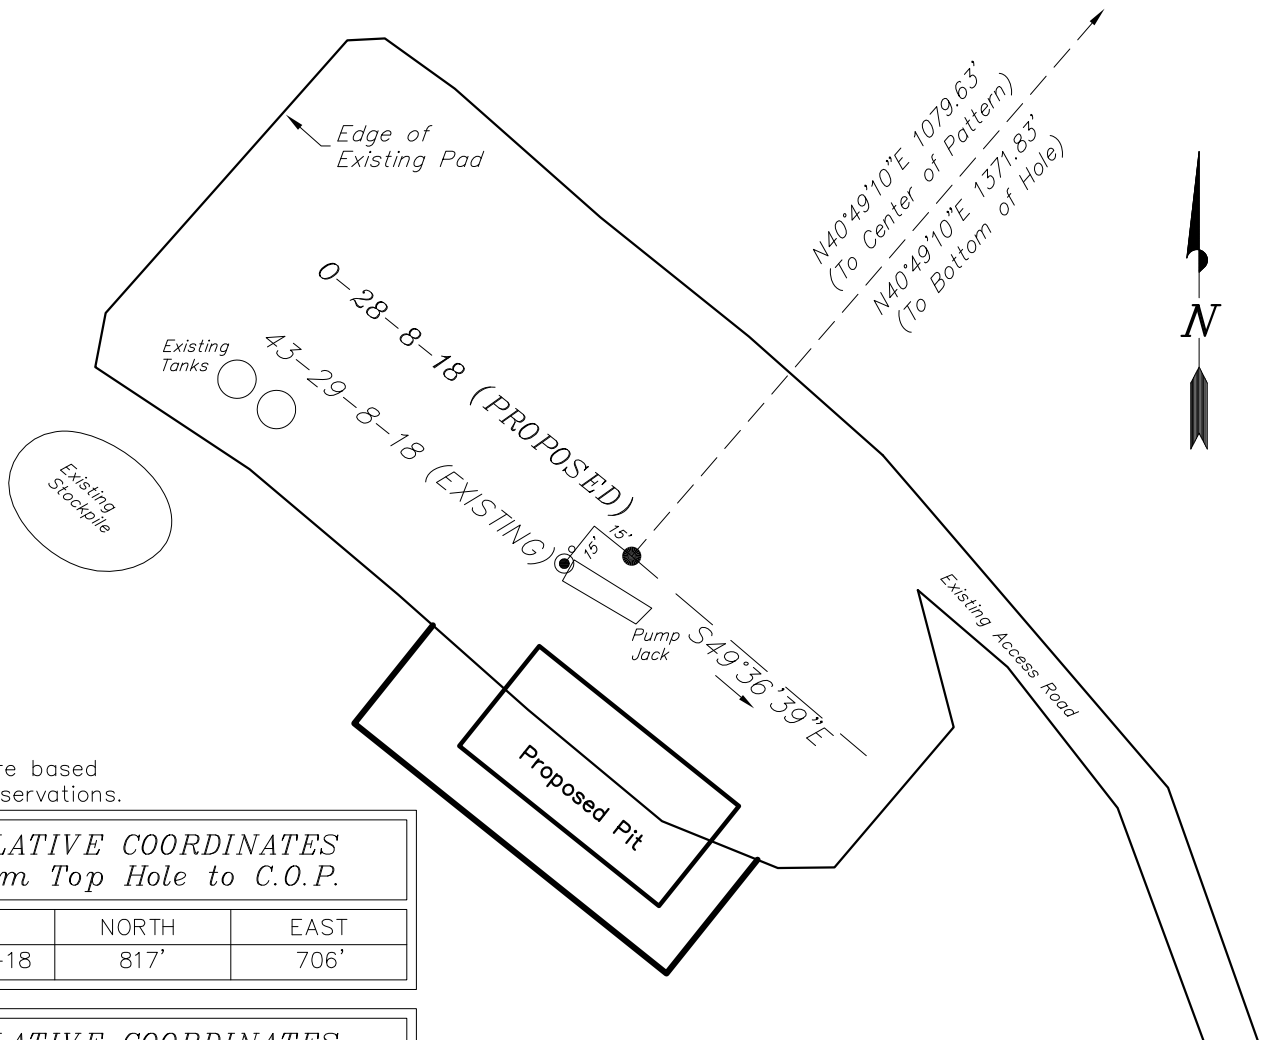 Edge of
Existing Pad
N40°49'10"E 1079.63'
(To Center of Pattern)
N40°49'10"E 1371.83'
(To Bottom of Hole)
N
O-28-8-18 (PROPOSED)
43-29-8-18 (EXISTING)
Existing
Tanks
Existing
Stockpile
15'
15'
Pump
Jack
S49°36'39"E
Existing Access Road
Proposed Pit
re based
servations.
LATIVE COORDINATES
m Top Hole to C.O.P.
NORTH
EAST
-18
817'
706'
LATIVE COORDINATES